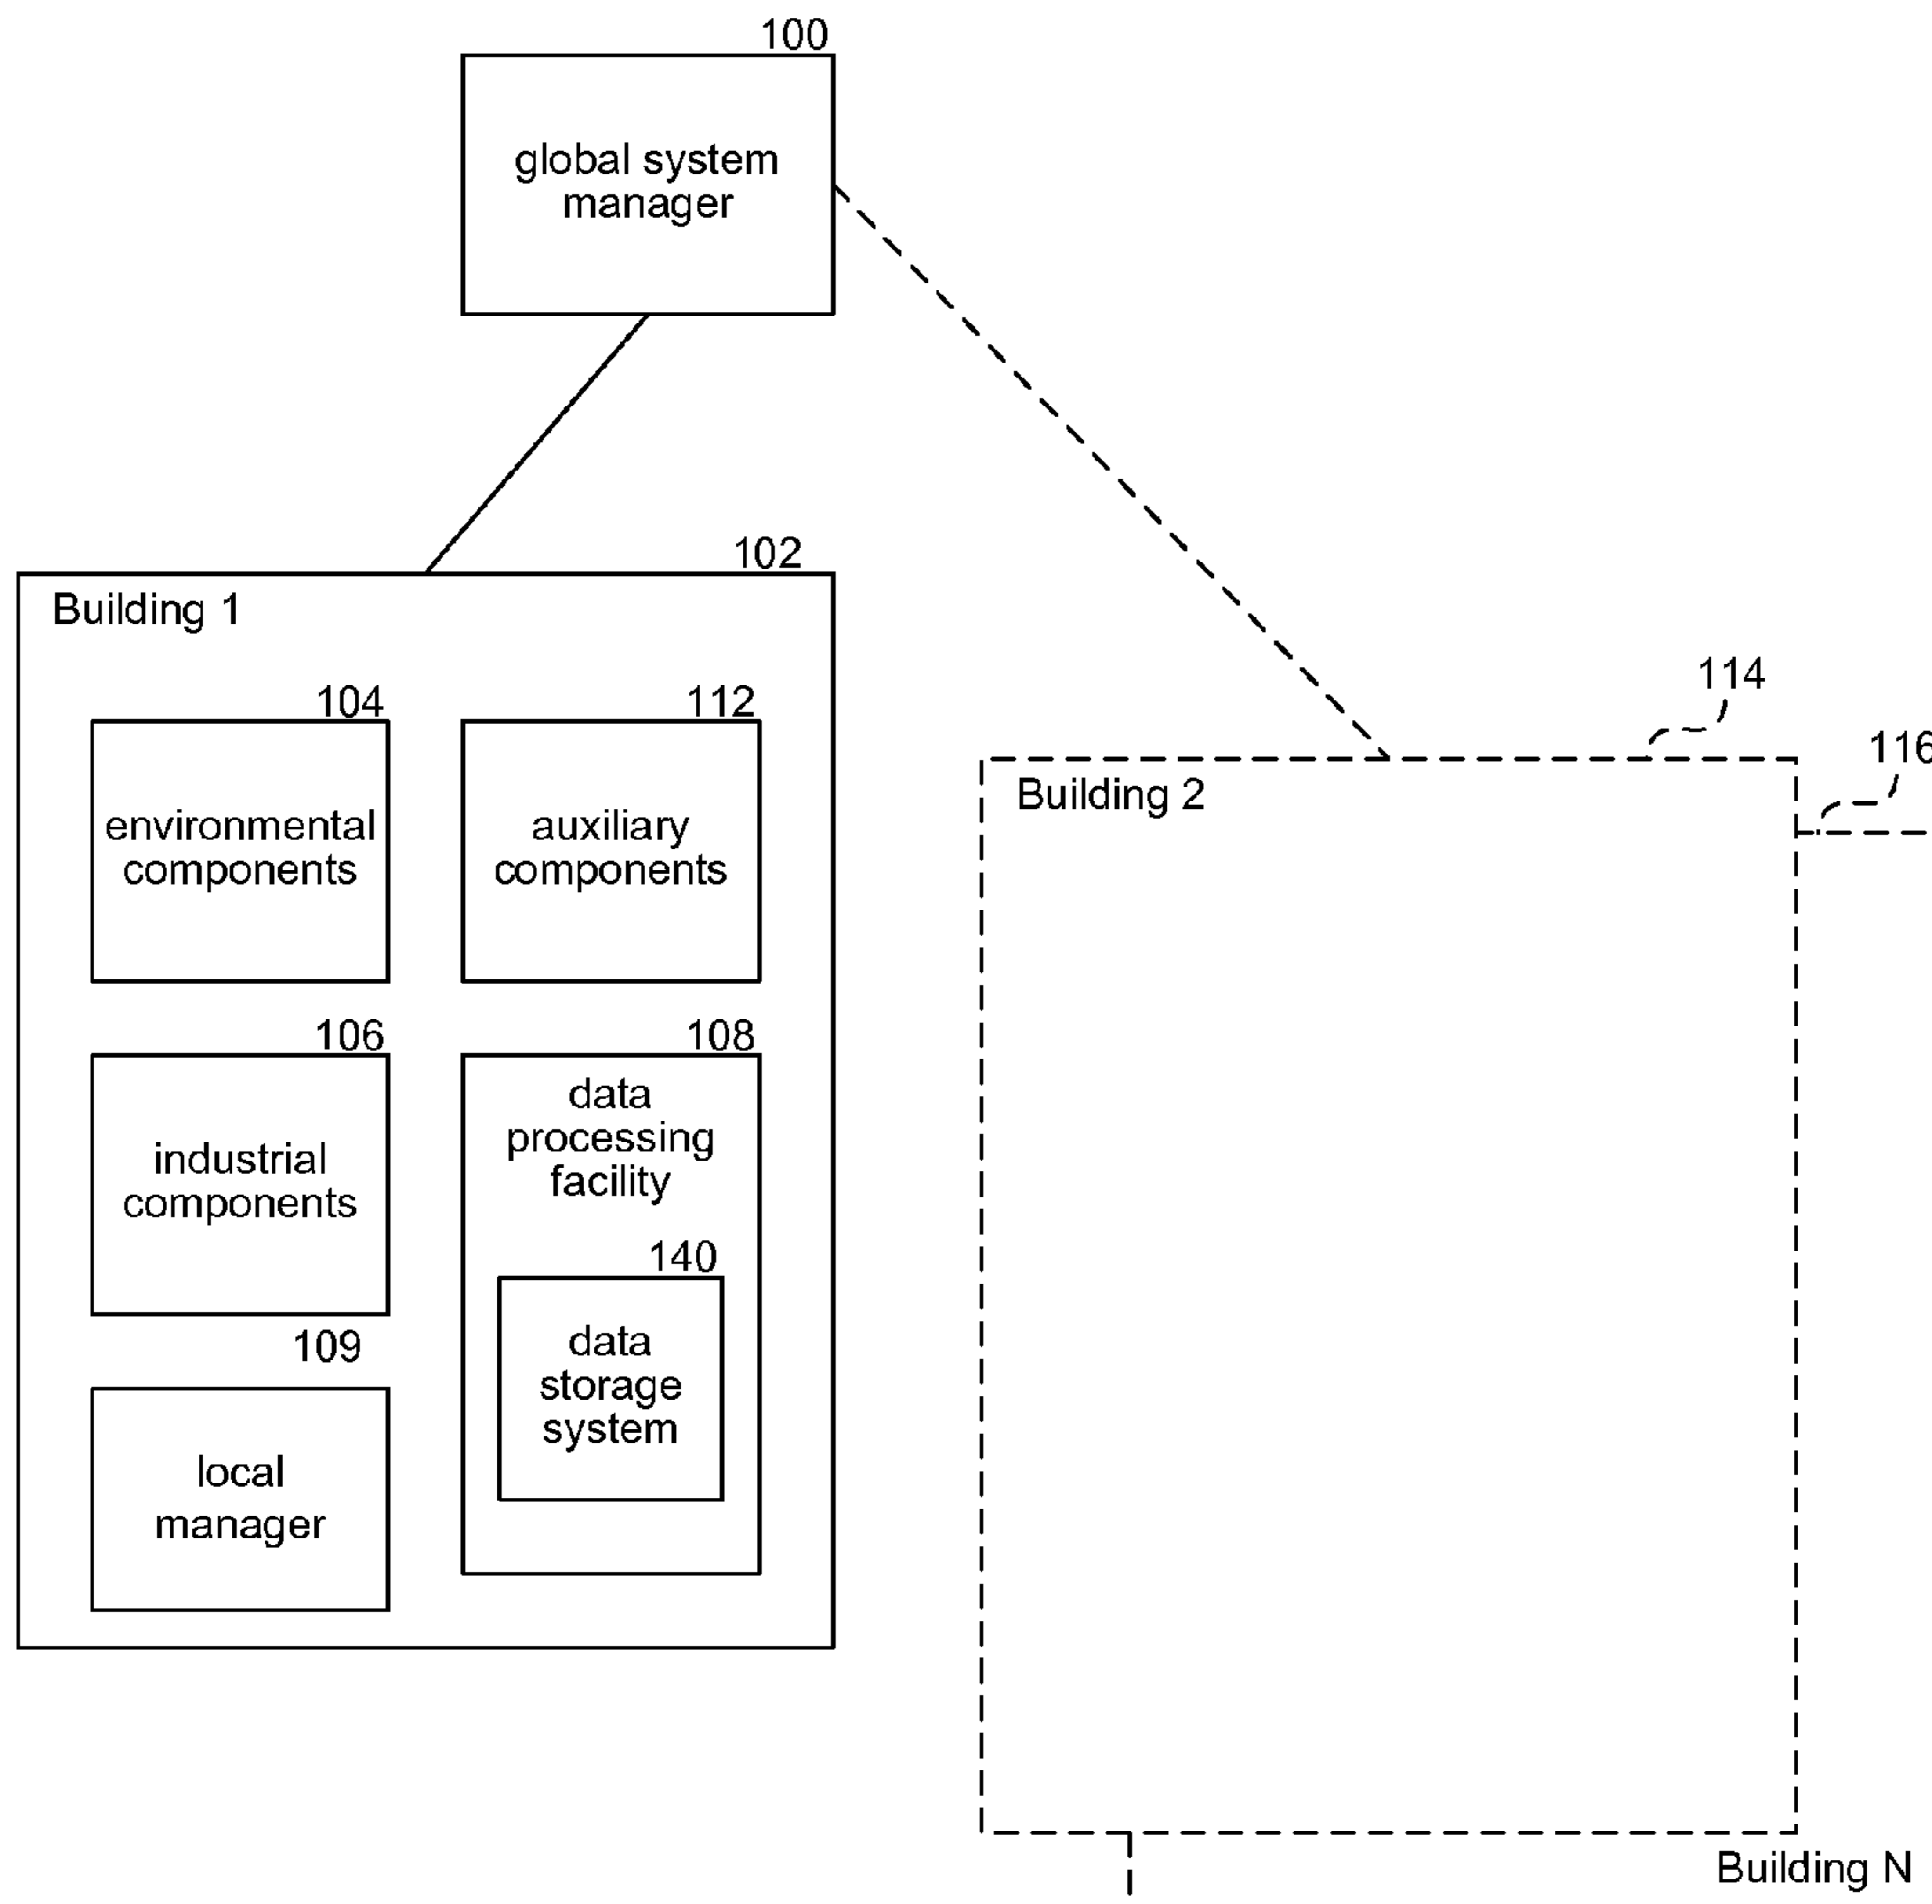 100
global system
manager
102
Building 1
104
environmental
components
112
auxiliary
components
106
industrial
components
108
data
processing
facility
140
data
storage
system
109
local
manager
114
116
Building 2
Building N